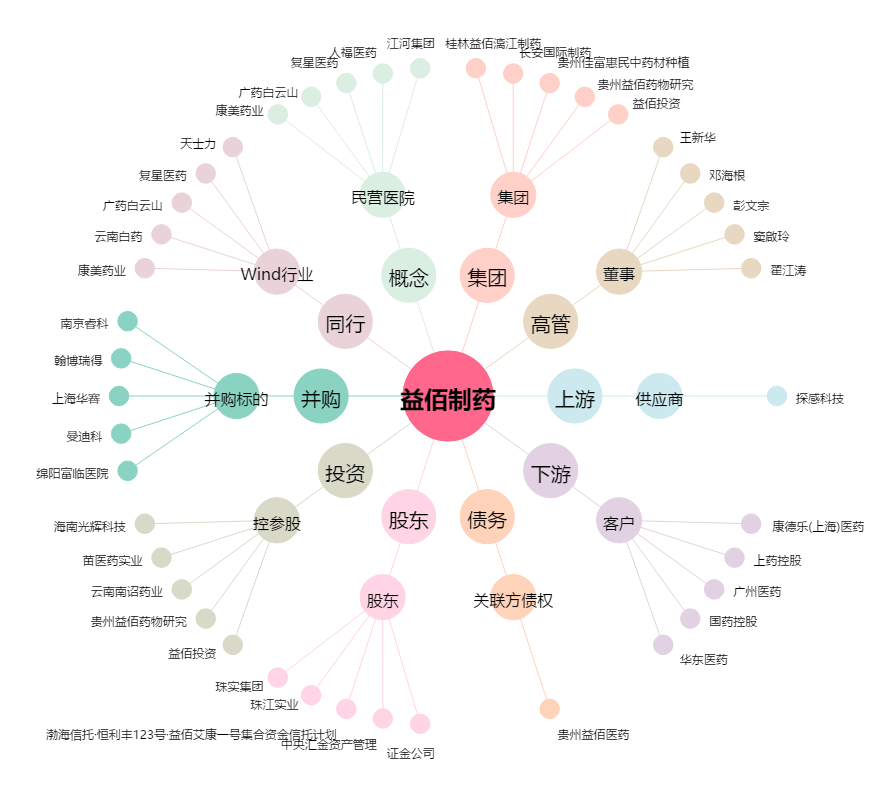 江河集团
人福医药
复星医药
广药白云山
康美药业
民营医院
概念
桂林益佰漓江制药
长安国际制药
贵州佳富惠民中药材种植
贵州益佰药物研究
益佰投资
集团
集团
王新华
邓海根
彭文宗
窦啟玲
翟江涛
董事
高管
天士力
复星医药
广药白云山
云南白药
康美药业
Wind行业
同行
南京睿科
翰博瑞得
上海华謇
曼迪科
绵阳富临医院
并购标的
并购
益佰制药
上游
供应商
探感科技
投资
控参股
海南光辉科技
苗医药实业
云南南诏药业
贵州益佰药物研究
益佰投资
下游
客户
康德乐(上海)医药
上药控股
广州医药
国药控股
华东医药
股东
股东
珠实集团
珠江实业
渤海信托·恒利丰123号·益佰艾康一号集合资金信托计划
中央汇金资产管理
证金公司
债务
关联方债权
贵州益佰医药